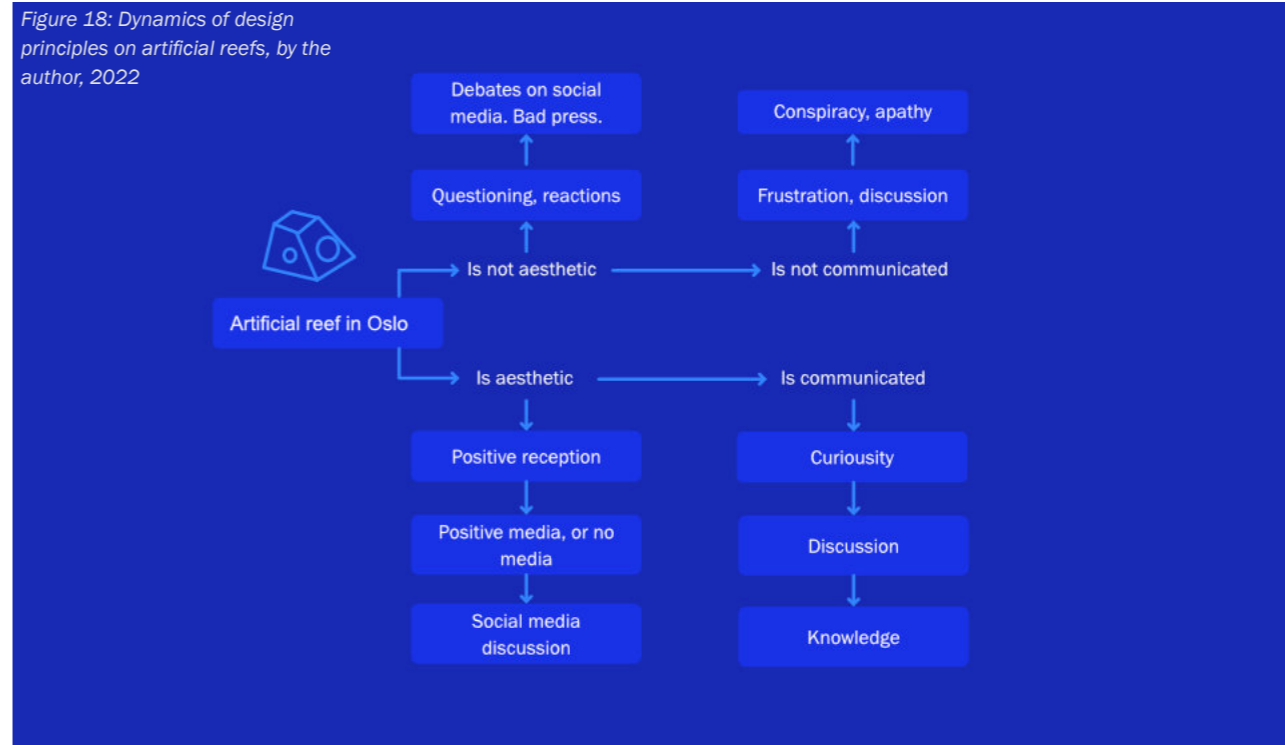 Figure 18: Dynamics of design
principles on artificial reefs, by the
author, 2022
Debates on social
media. Bad press.
Conspiracy, apathy
Questioning, reactions
Frustration, discussion
Is not aesthetic
Is not communicated
Artificial reef in Oslo
Is aesthetic
Is communicated
Positive reception
Curiousity
Positive media, or no
media
Discussion
Social media
discussion
Knowledge